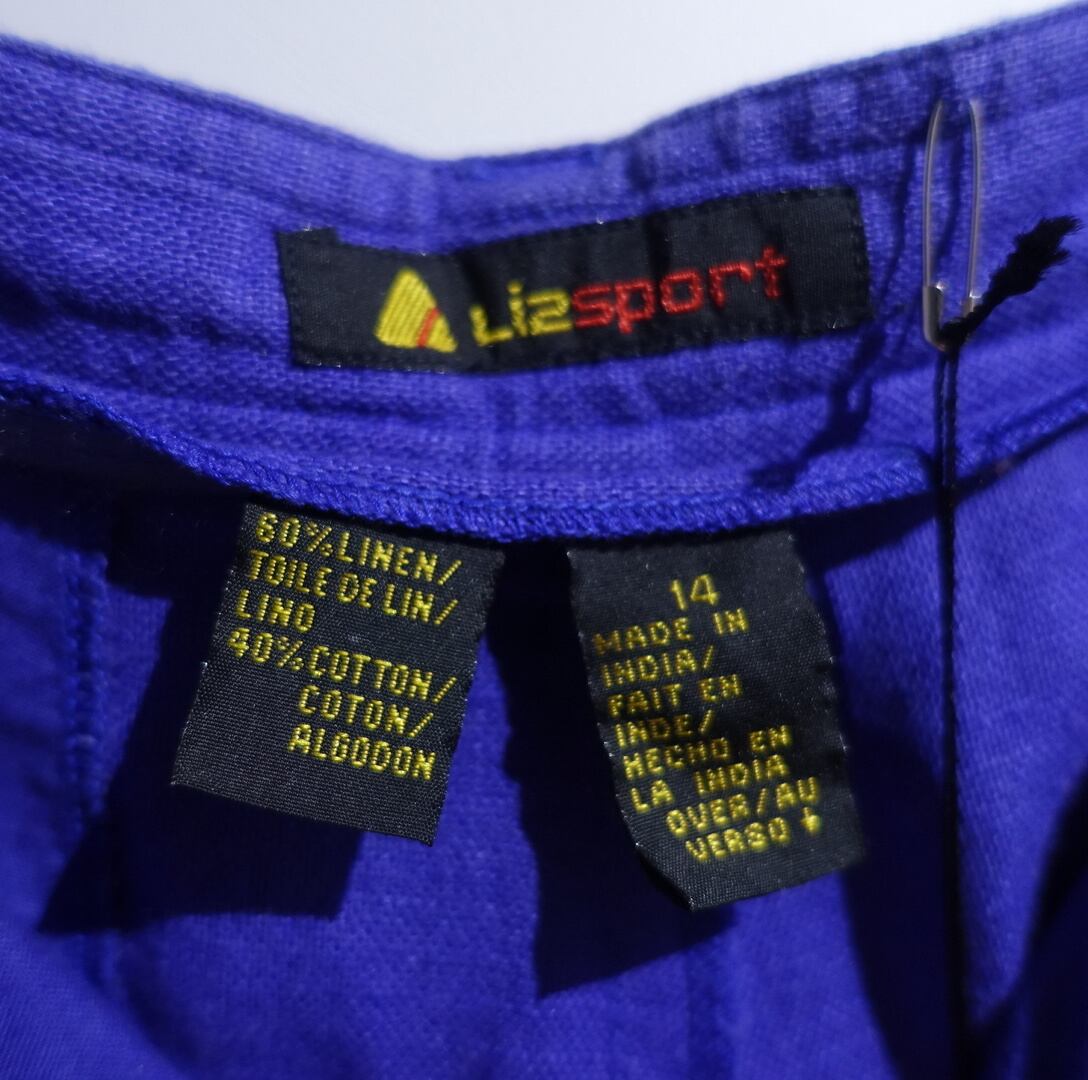 Lizsport
60% LINEN/
TOILE DE LIN/
LINO
40% COTTON/
COTON/
ALGODON
14
MADE IN
INDIA/
FAIT EN
INDE/
HECHO EN
LA INDIA
OVER/AU
VERSO ↓